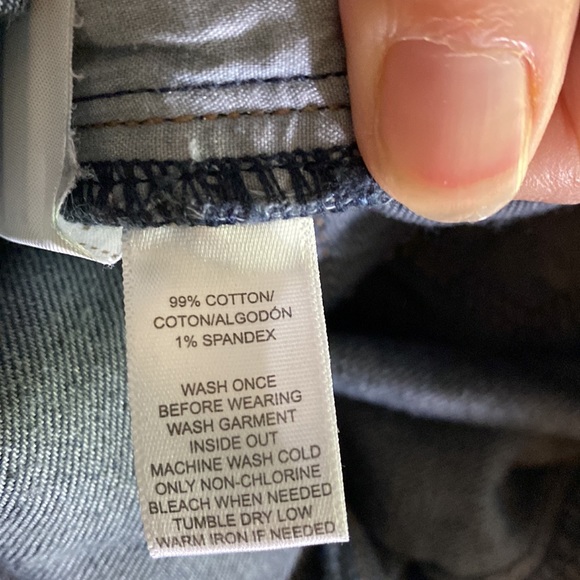 99% COTTON/
COTON/ALGODÓN
1% SPANDEX
WASH ONCE
BEFORE WEARING
WASH GARMENT
INSIDE OUT
MACHINE WASH COLD
ONLY NON-CHLORINE
BLEACH WHEN NEEDED
TUMBLE DRY LOW
WARM IRON IF NEEDED